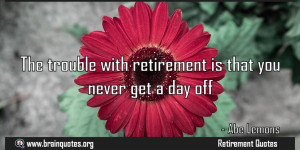 The trouble with retirement is that you
never get a day off
- Abe Lemons
www.brainquotes.org
Retirement Quotes